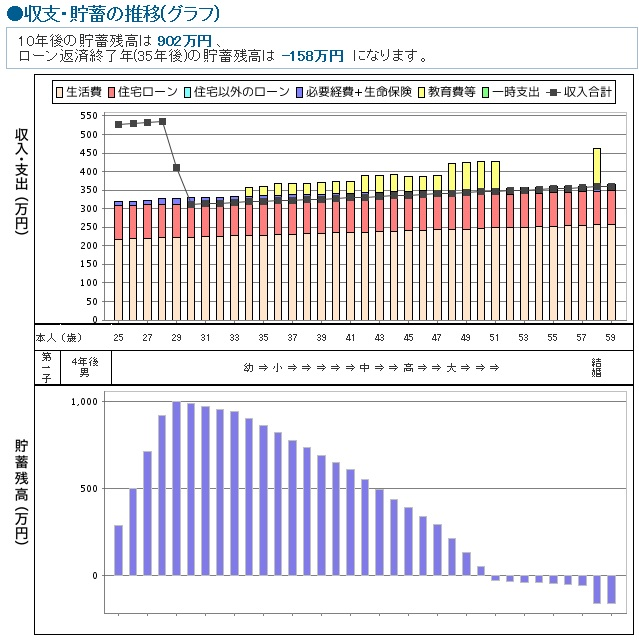 ●収支・貯蓄の推移(グラフ)
10年後の貯蓄残高は 902万円 、
ローン返済終了年(35年後)の貯蓄残高は -158万円 になります。
生活費 住宅ローン 住宅以外のローン 必要経費+生命保険 教育費等 一時支出 収入合計
収入・支出(万円)
550
500
450
400
350
300
250
200
150
100
50
0
本人(歳) 25 27 29 31 33 35 37 39 41 43 45 47 49 51 53 55 57 59
第一子 4年後 男 幼 ⇒ 小 ⇒ ⇒ ⇒ ⇒ ⇒ 中 ⇒ ⇒ 高 ⇒ ⇒ 大 ⇒ ⇒ ⇒ 結婚
貯蓄残高(万円)
1,000
500
0